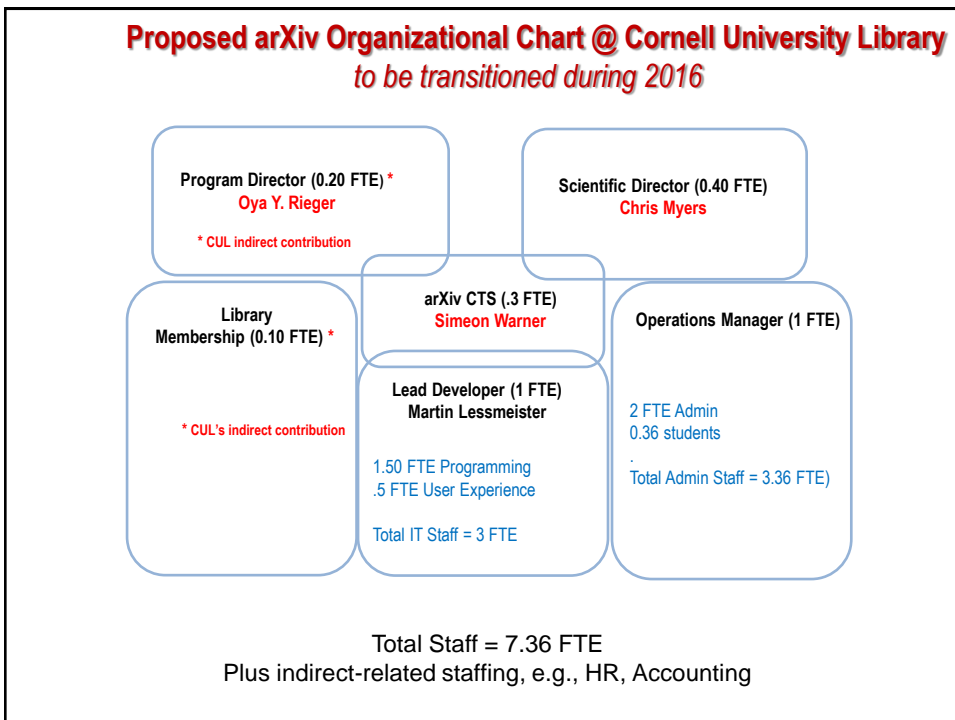 Proposed arXiv Organizational Chart @ Cornell University Library
to be transitioned during 2016
Program Director (0.20 FTE) *
Oya Y. Rieger
* CUL indirect contribution
Scientific Director (0.40 FTE)
Chris Myers
arXiv CTS (.3 FTE)
Simeon Warner
Library
Membership (0.10 FTE) *
* CUL's indirect contribution
Lead Developer (1 FTE)
Martin Lessmeister
1.50 FTE Programming
.5 FTE User Experience
Total IT Staff = 3 FTE
Operations Manager (1 FTE)
2 FTE Admin
0.36 students
.
Total Admin Staff = 3.36 FTE)
Total Staff = 7.36 FTE
Plus indirect-related staffing, e.g., HR, Accounting